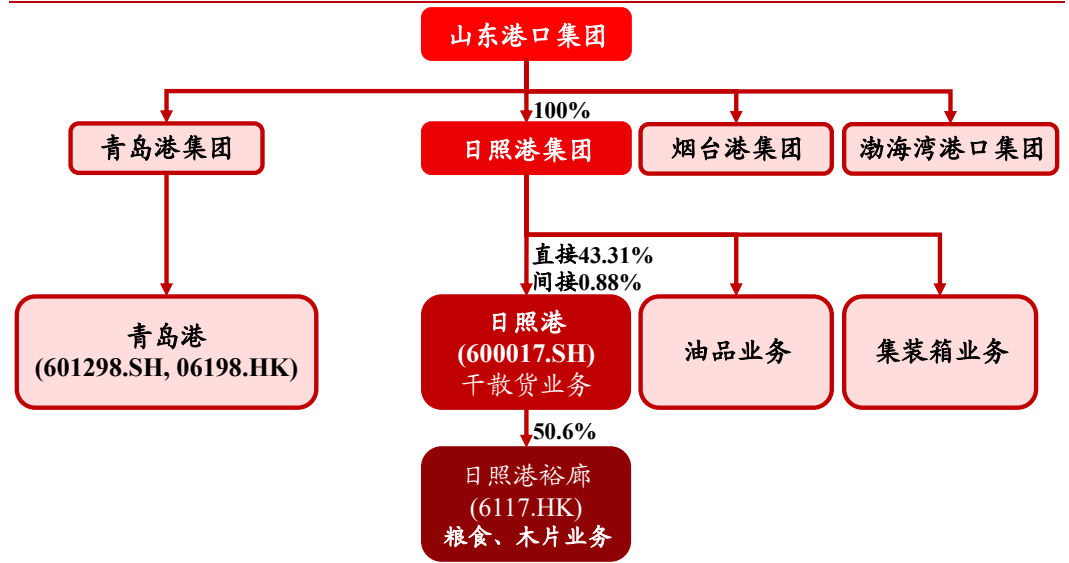 山东港口集团
100%
青岛港集团
日照港集团
烟台港集团
渤海湾港口集团
直接43.31%
间接0.88%
青岛港
(601298.SH, 06198.HK)
日照港
(600017.SH)
干散货业务
油品业务
集装箱业务
50.6%
日照港裕廊
(6117.HK)
粮食、木片业务